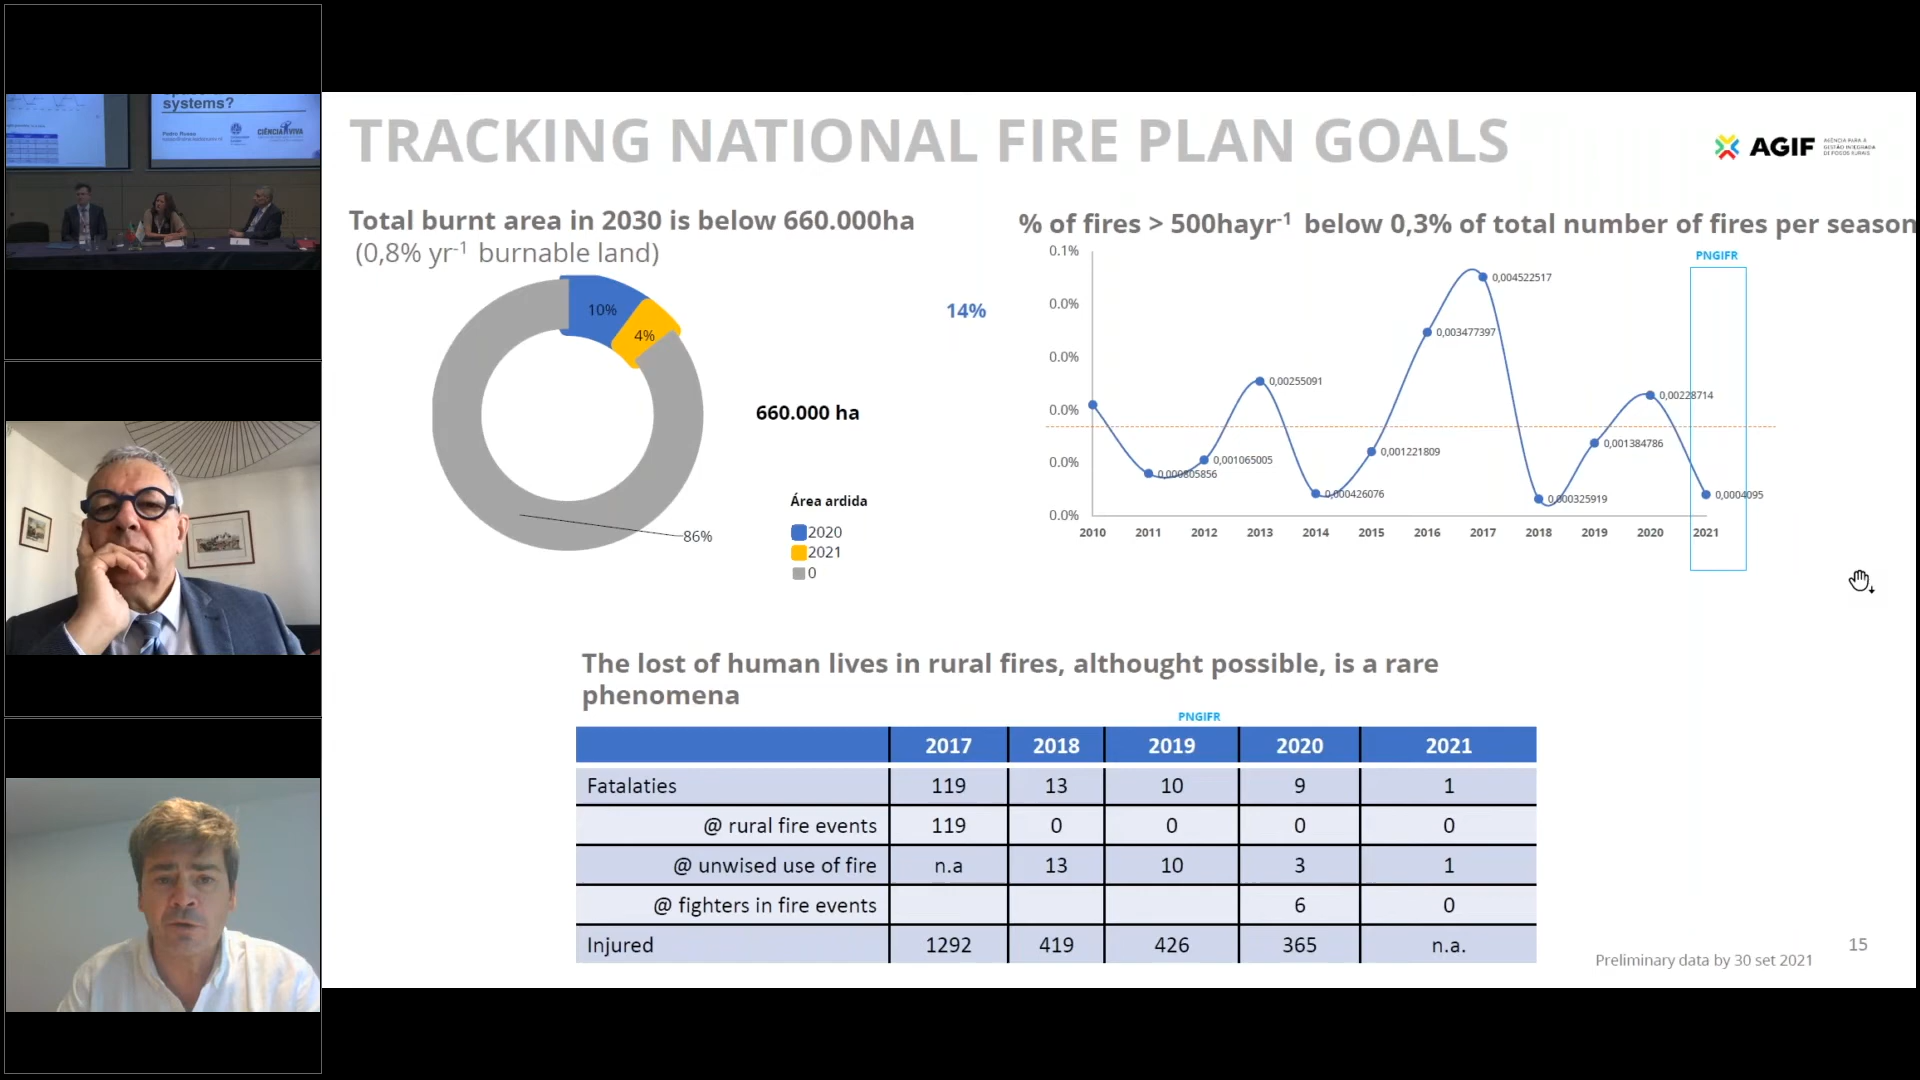 systems?
CIÊNCIA VIVA
TRACKING NATIONAL FIRE PLAN GOALS
AGIF
AGÊNCIA PARA A
GESTÃO INTEGRADA
DE FOGOS RURAIS
Total burnt area in 2030 is below 660.000ha
(0,8% yr-1 burnable land)
10%
4%
86%
14%
660.000 ha
Área ardida
2020
2021
0
% of fires > 500hayr-1 below 0,3% of total number of fires per season
PNGIFR
0.1%
0.0%
0.0%
0.0%
0.0%
0.0%
0,000805856
0,001065005
0,00255091
0,000426076
0,001221809
0,003477397
0,004522517
0,000325919
0,001384786
0,00228714
0,0004095
2010 2011 2012 2013 2014 2015 2016 2017 2018 2019 2020 2021
The lost of human lives in rural fires, althought possible, is a rare
phenomena
PNGIFR
2017 2018 2019 2020 2021
Fatalaties 119 13 10 9 1
@ rural fire events 119 0 0 0 0
@ unwised use of fire n.a 13 10 3 1
@ fighters in fire events 6 0
Injured 1292 419 426 365 n.a.
15
Preliminary data by 30 set 2021